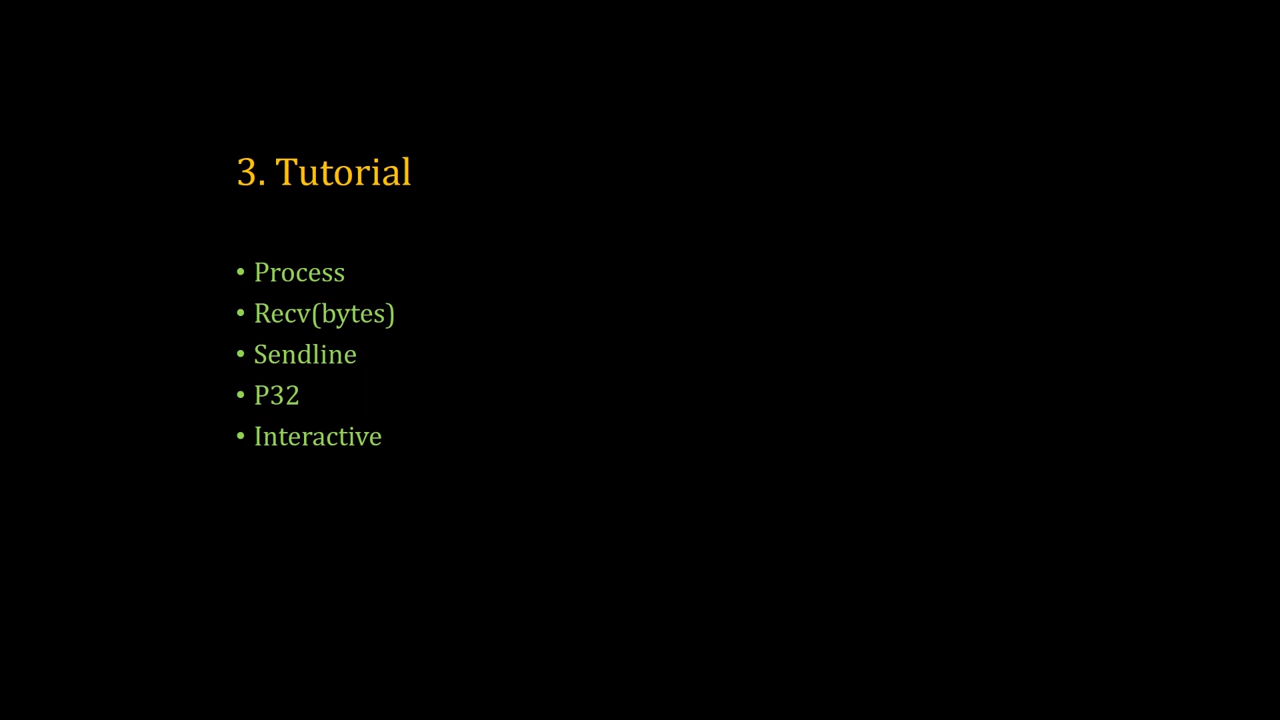 3. Tutorial
• Process
• Recv(bytes)
• Sendline
• P32
• Interactive